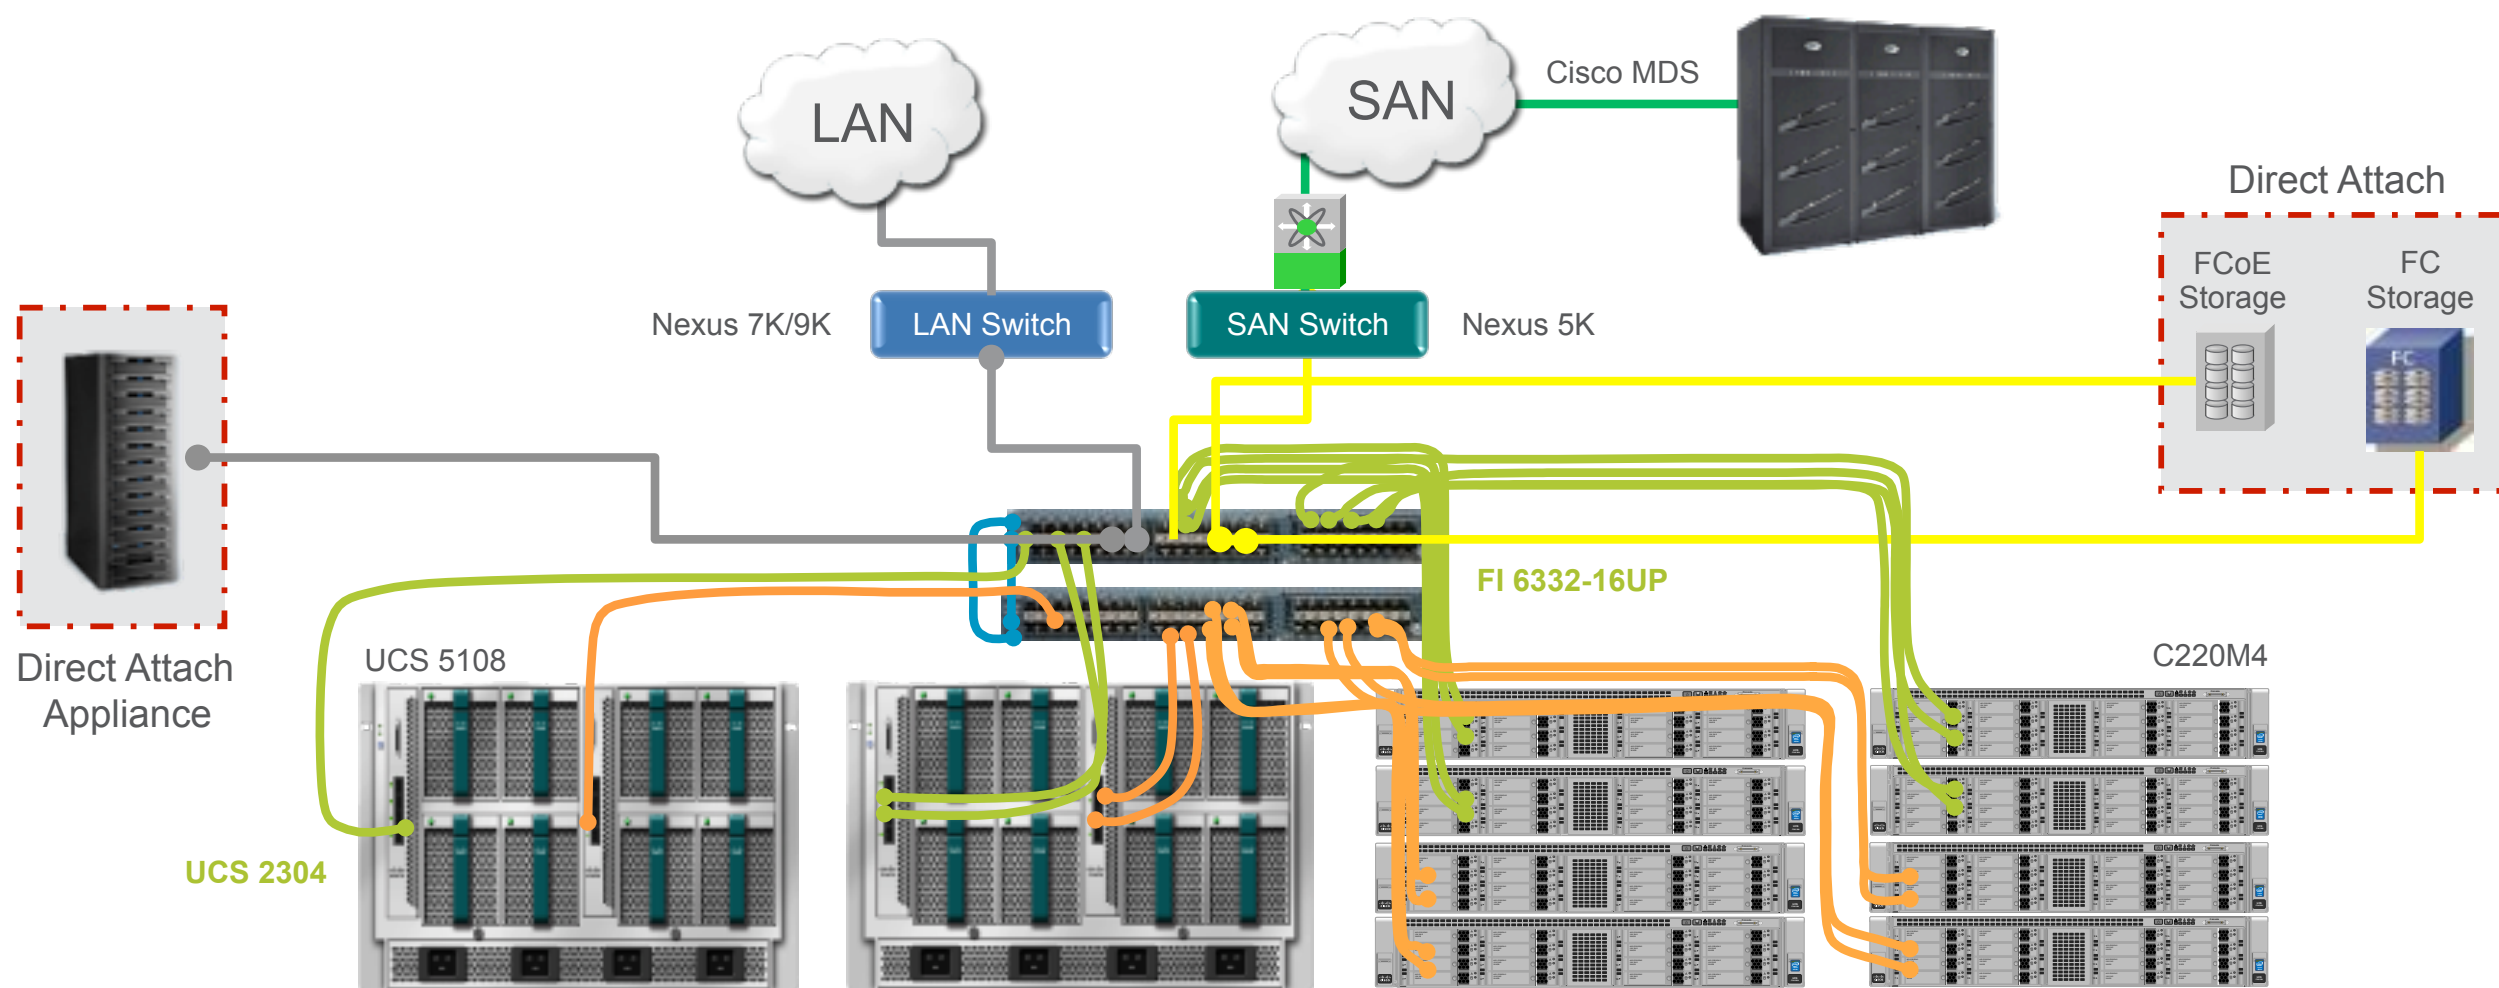 LAN
SAN
Cisco MDS
Direct Attach
FCoE
Storage
FC
Storage
FC
Nexus 7K/9K
LAN Switch
SAN Switch
Nexus 5K
FI 6332-16UP
Direct Attach
Appliance
UCS 5108
C220M4
UCS 2304